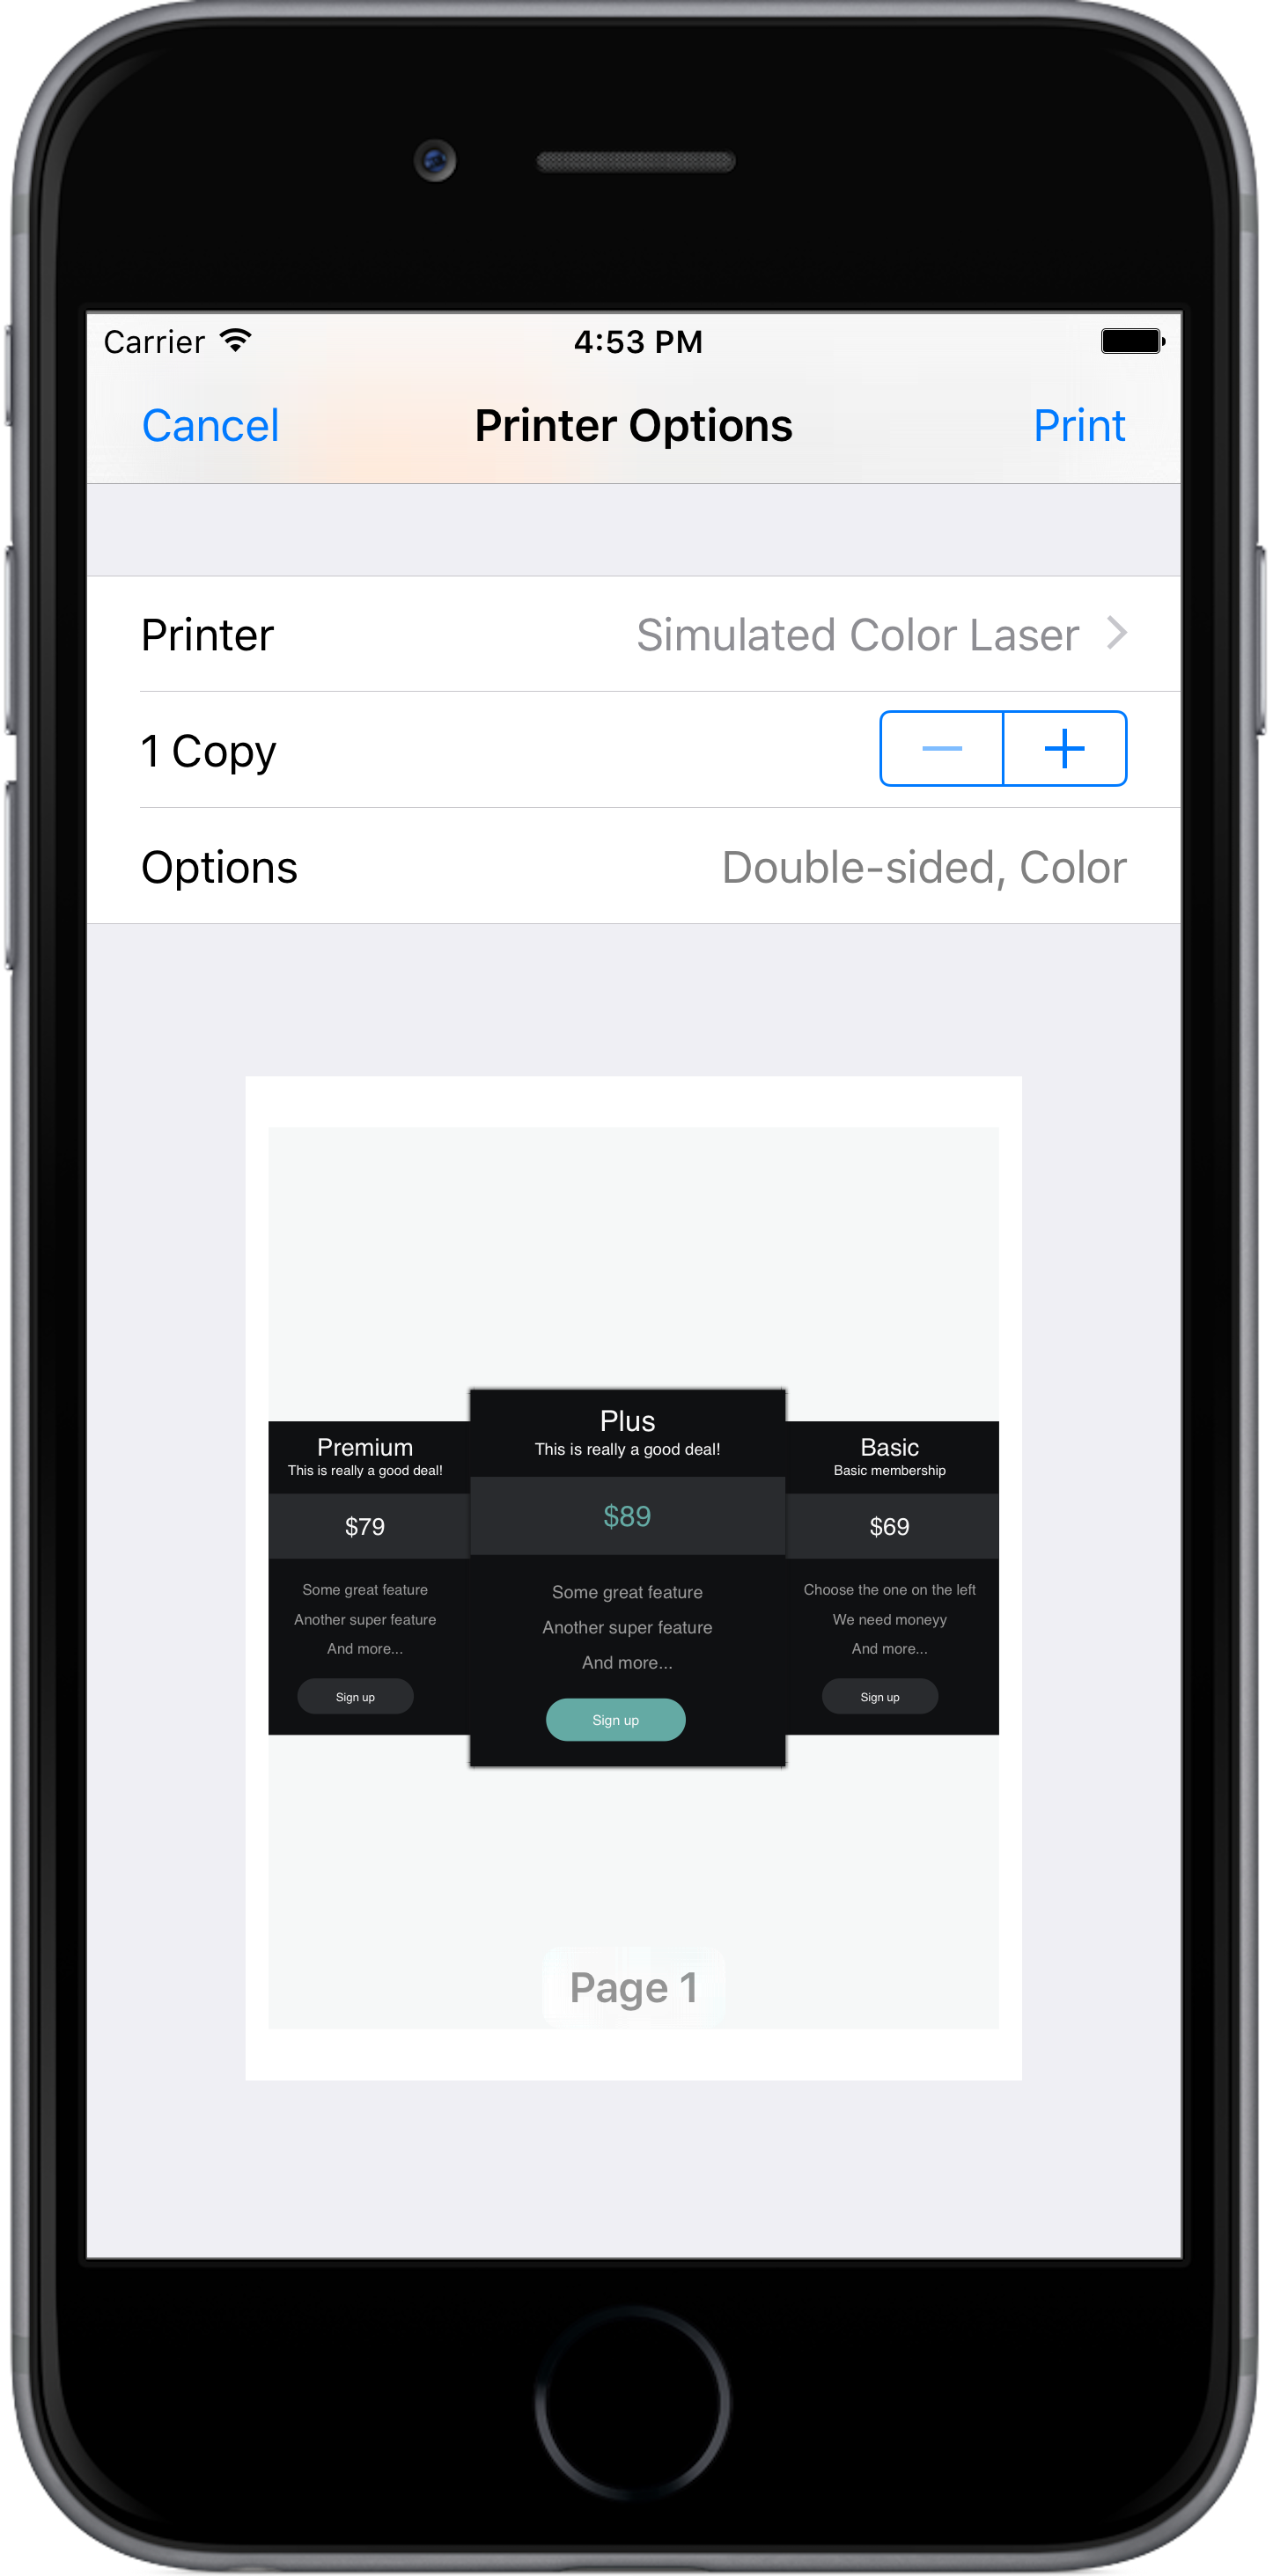 Carrier 4:53 PM
Cancel Printer Options Print
Printer Simulated Color Laser
1 Copy
Options Double-sided, Color
Premium
This is really a good deal!
$79
Some great feature
Another super feature
And more...
Sign up
Plus
This is really a good deal!
$89
Some great feature
Another super feature
And more...
Sign up
Basic
Basic membership
$69
Choose the one on the left
We need moneyy
And more...
Sign up
Page 1